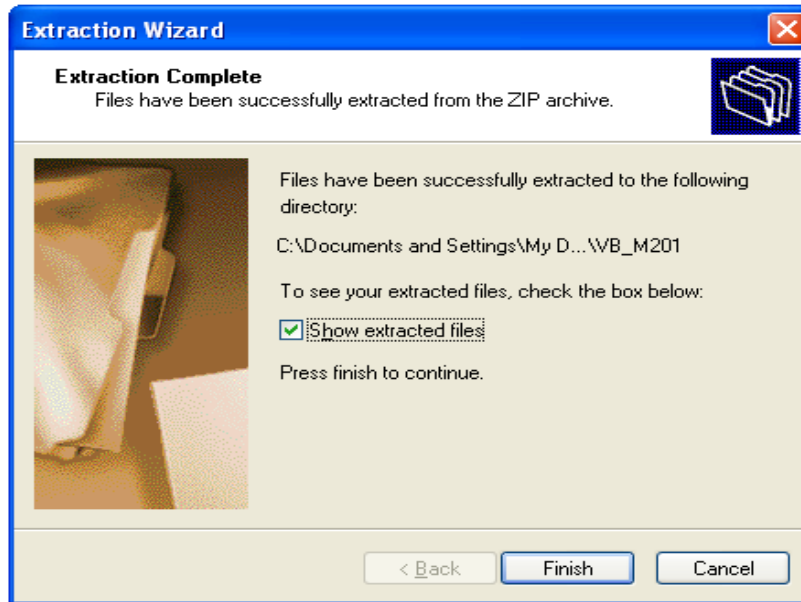 Extraction Wizard
Extraction Complete
Files have been successfully extracted from the ZIP archive.
Files have been successfully extracted to the following
directory:
C:\Documents and Settings\My D...\VB_M201
To see your extracted files, check the box below:
Show extracted files
Press finish to continue.
< Back Finish Cancel